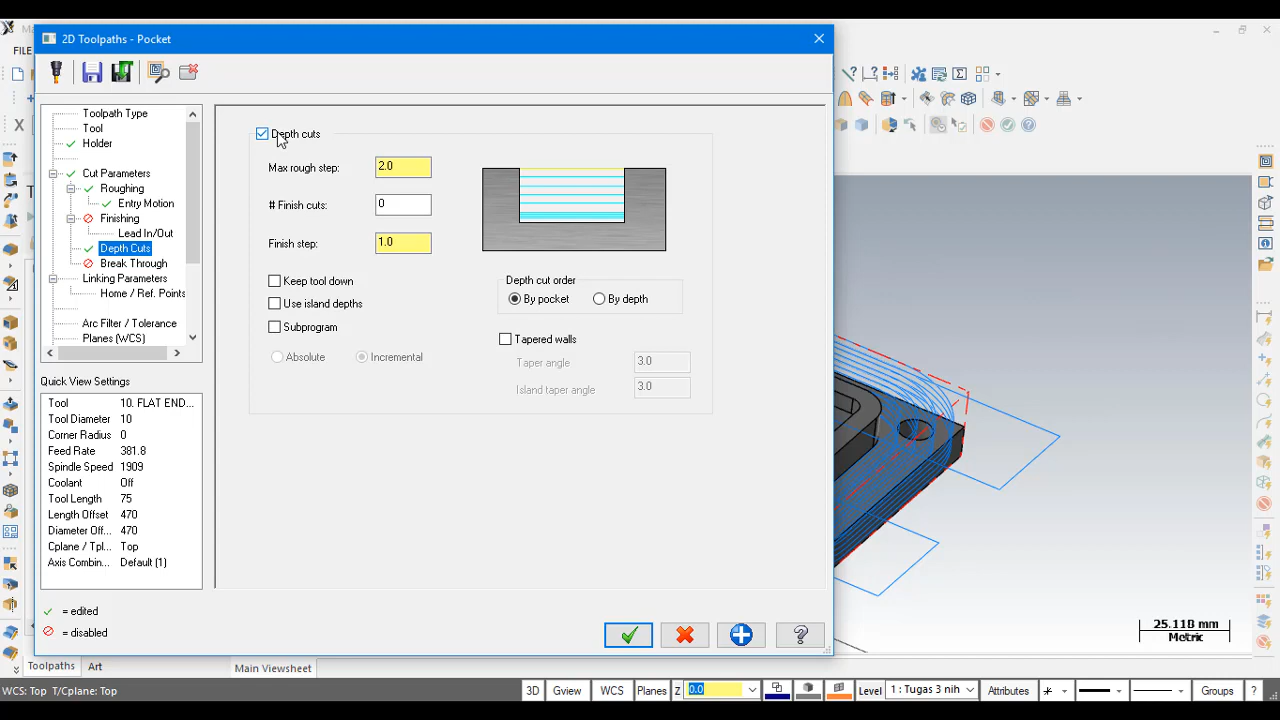 2D Toolpaths - Pocket
FILE
Toolpath Type
Tool
Holder
Cut Parameters
Roughing
Entry Motion
Finishing
Lead In/Out
Depth Cuts
Break Through
Linking Parameters
Home / Ref. Points
Arc Filter / Tolerance
Planes (WCS)
Quick View Settings
Tool 10. FLAT END...
Tool Diameter 10
Corner Radius 0
Feed Rate 381.8
Spindle Speed 1909
Coolant Off
Tool Length 75
Length Offset 470
Diameter Off... 470
Cplane / Tpl... Top
Axis Combin... Default (1)
= edited
= disabled
Depth cuts
Max rough step: 2.0
# Finish cuts: 0
Finish step: 1.0
Keep tool down
Use island depths
Subprogram
Absolute Incremental
Depth cut order
By pocket By depth
Tapered walls
Taper angle 3.0
Island taper angle 3.0
25.118 mm
Metric
Toolpaths Art Main Viewsheet
WCS: Top T/Cplane: Top 3D Gview WCS Planes Z 0.0 Level 1 : Tugas 3 nih Attributes Groups ?